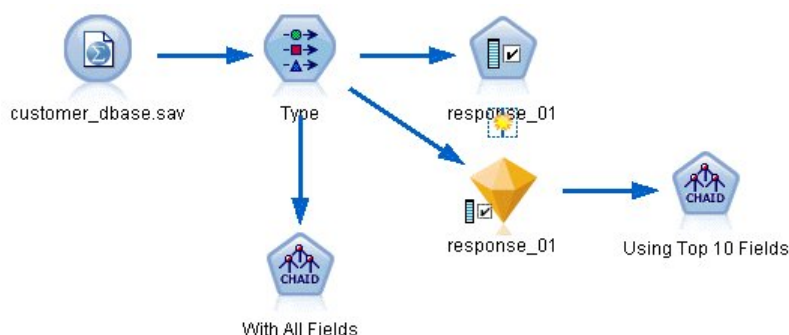 customer_dbase.sav
Type
response_01
response_01
CHAID
Using Top 10 Fields
CHAID
With All Fields